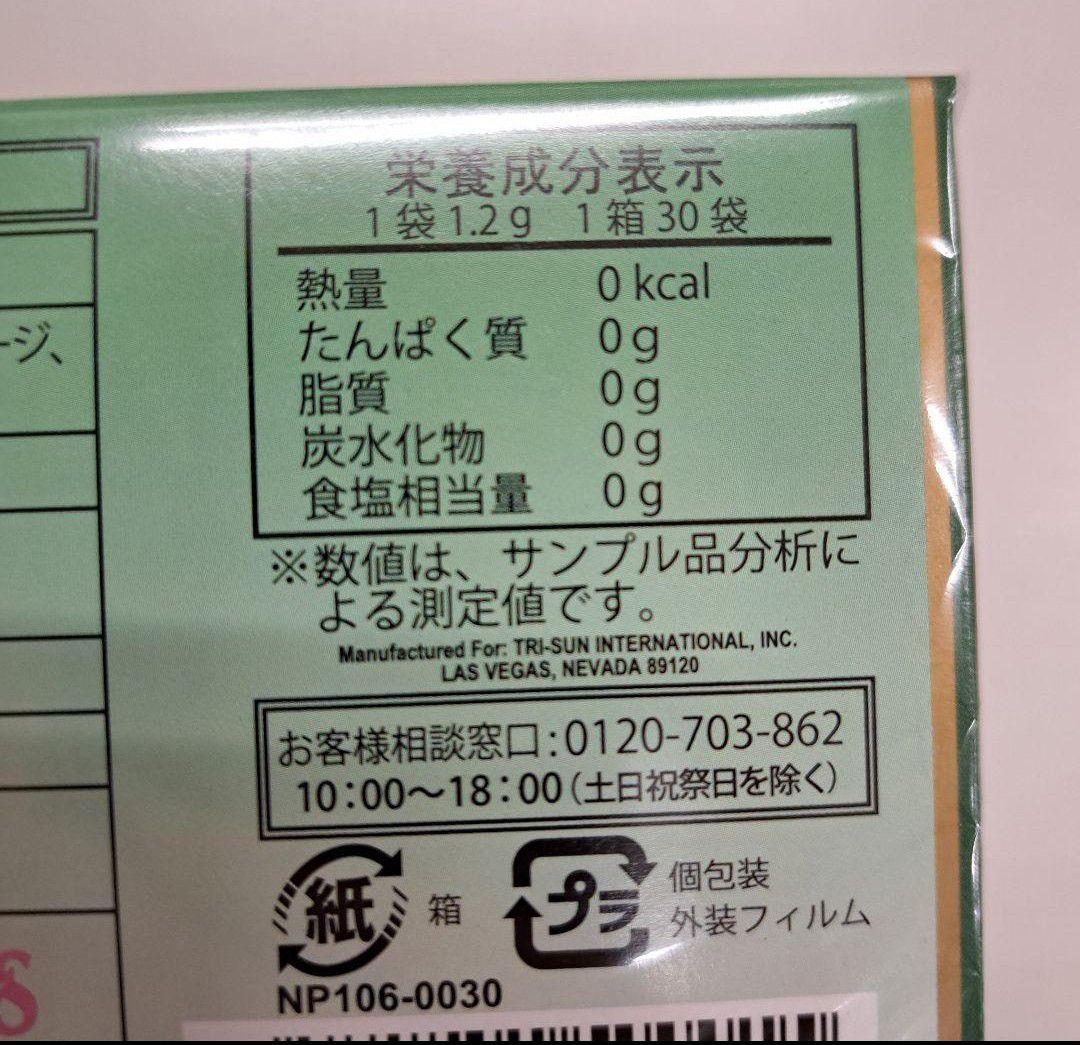 ージ、
栄養成分表示
1袋1.2g 1箱30袋
熱量 0 kcal
たんぱく質 0g
脂質 0g
炭水化物 0g
食塩相当量 0g
※数値は、サンプル品分析に
よる測定値です。
Manufactured For: TRI-SUN INTERNATIONAL, INC.
LAS VEGAS, NEVADA 89120
お客様相談窓口:0120-703-862
10:00〜18:00(土日祝祭日を除く)
紙 箱
プラ 個包装
外装フィルム
NP106-0030